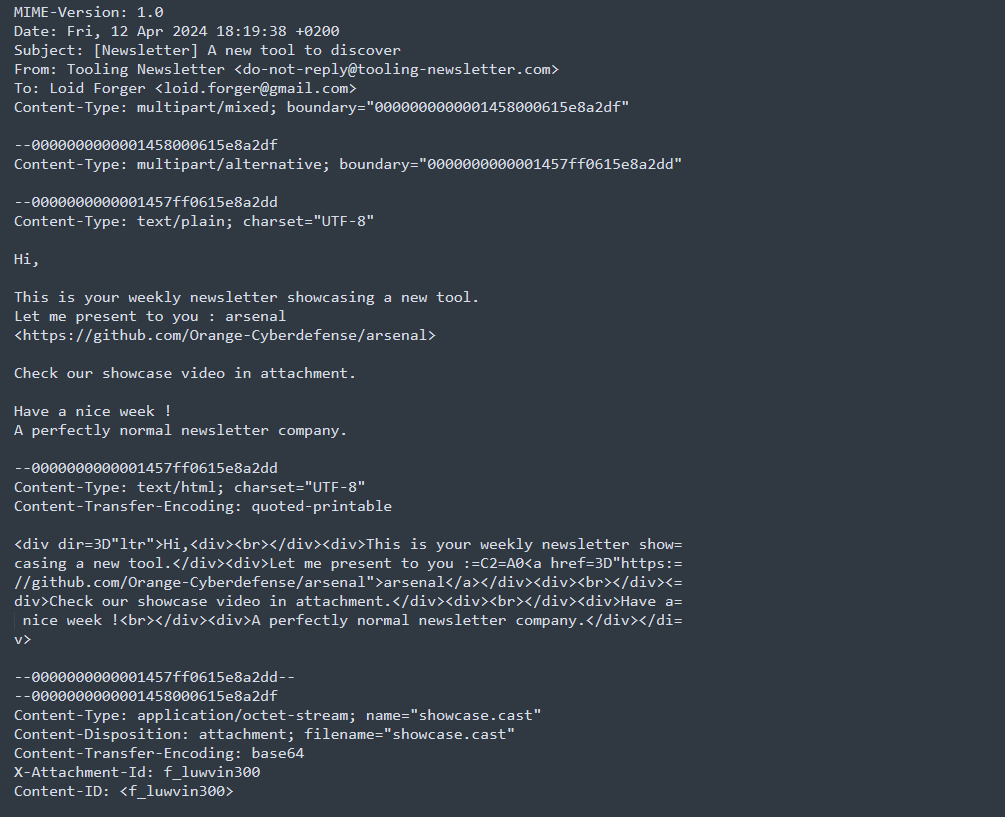 MIME-Version: 1.0
Date: Fri, 12 Apr 2024 18:19:38 +0200
Subject: [Newsletter] A new tool to discover
From: Tooling Newsletter <do-not-reply@tooling-newsletter.com>
To: Loid Forger <loid.forger@gmail.com>
Content-Type: multipart/mixed; boundary="0000000000001458000615e8a2df"

--0000000000001458000615e8a2df
Content-Type: multipart/alternative; boundary="0000000000001457ff0615e8a2dd"

--0000000000001457ff0615e8a2dd
Content-Type: text/plain; charset="UTF-8"

Hi,

This is your weekly newsletter showcasing a new tool.
Let me present to you : arsenal
<https://github.com/Orange-Cyberdefense/arsenal>

Check our showcase video in attachment.

Have a nice week !
A perfectly normal newsletter company.

--0000000000001457ff0615e8a2dd
Content-Type: text/html; charset="UTF-8"
Content-Transfer-Encoding: quoted-printable

<div dir=3D"ltr">Hi,<div><br></div><div>This is your weekly newsletter show=
casing a new tool.</div><div>Let me present to you :=C2=A0<a href=3D"https:=
//github.com/Orange-Cyberdefense/arsenal">arsenal</a></div><div><br></div><=
div>Check our showcase video in attachment.</div><div><br></div><div>Have a=
 nice week !<br></div><div>A perfectly normal newsletter company.</div></di=
v>

--0000000000001457ff0615e8a2dd--
--0000000000001458000615e8a2df
Content-Type: application/octet-stream; name="showcase.cast"
Content-Disposition: attachment; filename="showcase.cast"
Content-Transfer-Encoding: base64
X-Attachment-Id: f_luwvin300
Content-ID: <f_luwvin300>